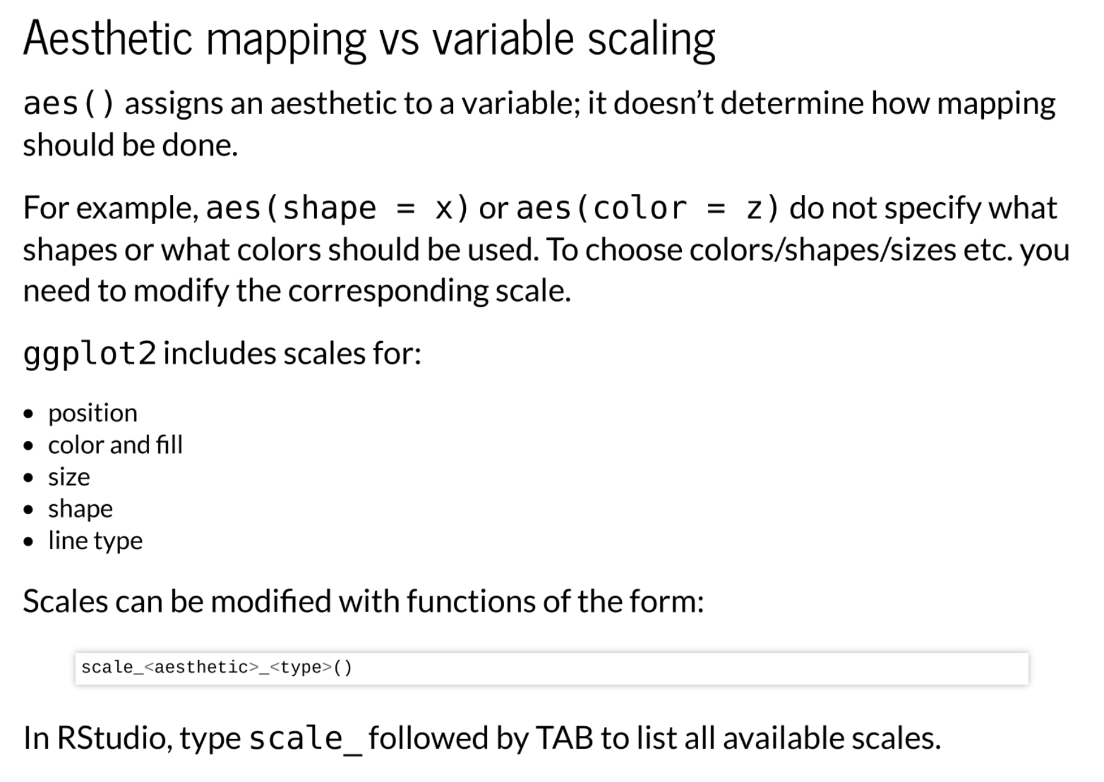 Aesthetic mapping vs variable scaling
aes() assigns an aesthetic to a variable; it doesn't determine how mapping
should be done.
For example, aes(shape = x) or aes(color = z) do not specify what
shapes or what colors should be used. To choose colors/shapes/sizes etc. you
need to modify the corresponding scale.
ggplot2 includes scales for:
• position
• color and fill
• size
• shape
• line type
Scales can be modified with functions of the form:
scale_<aesthetic>_<type>()
In RStudio, type scale_ followed by TAB to list all available scales.